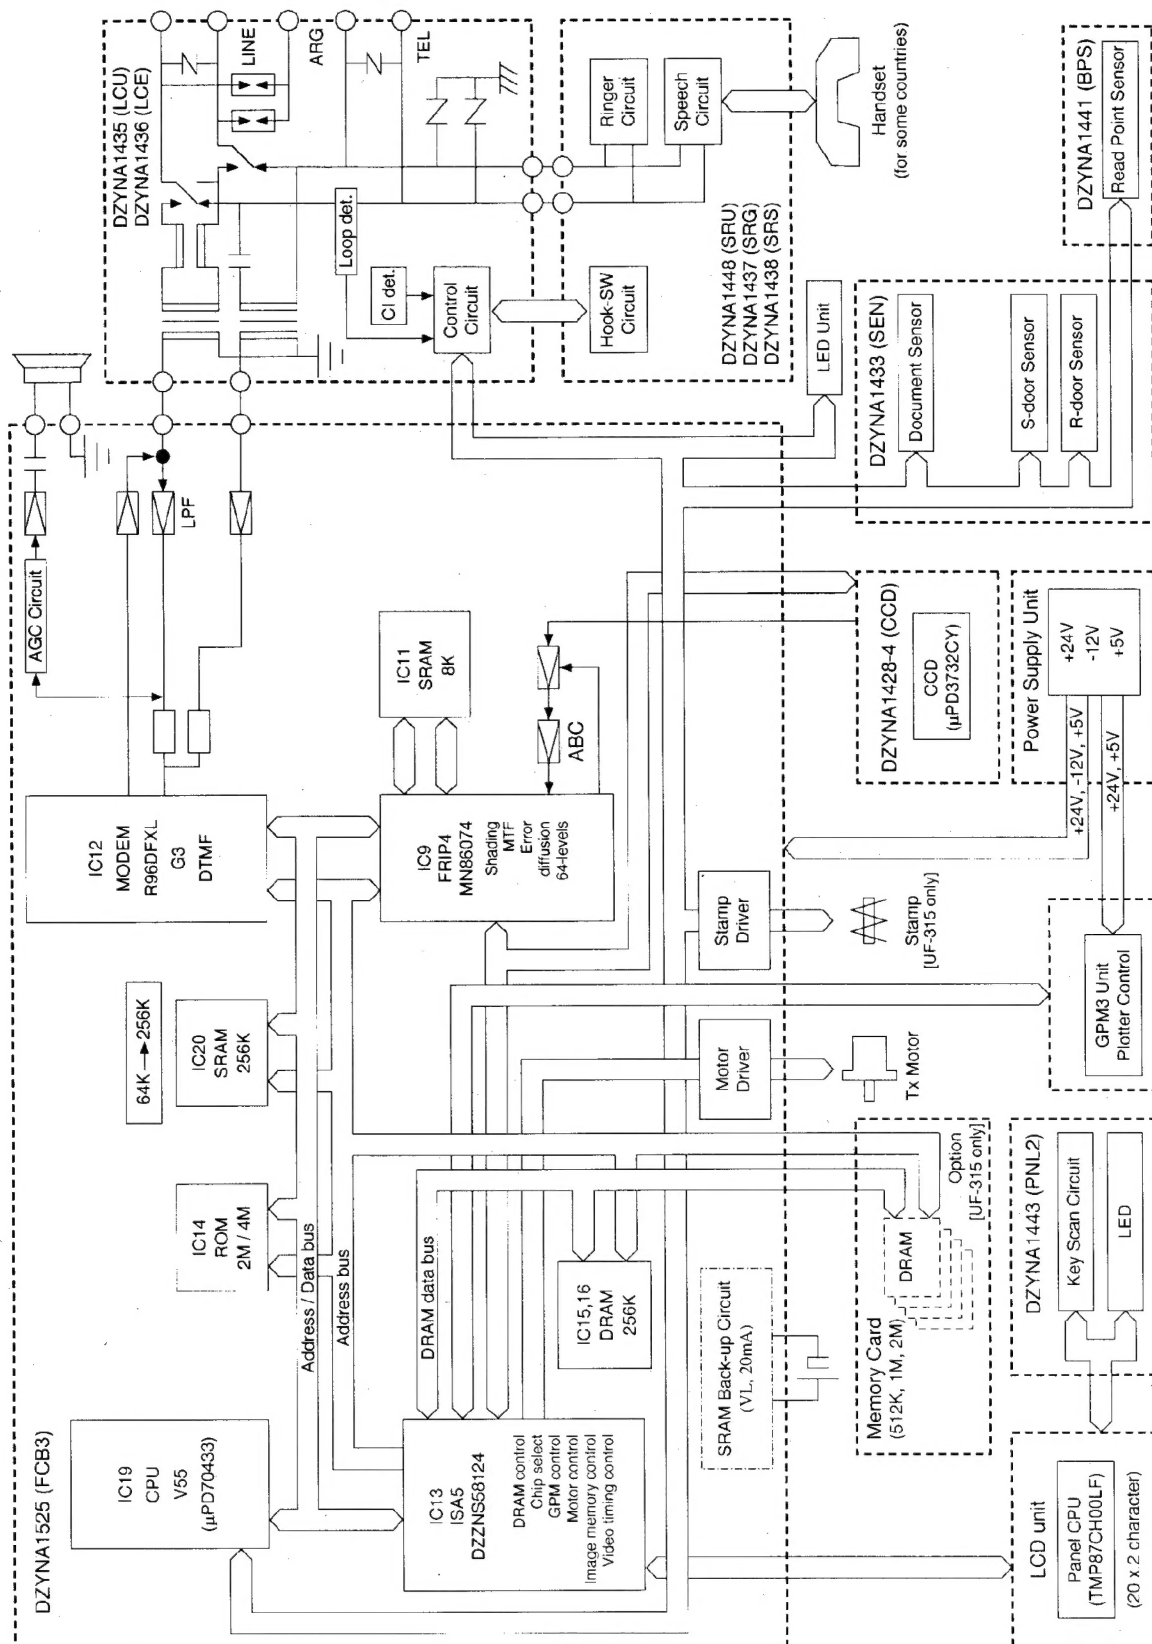 DZYNA1525 (FCB3)
IC19
CPU
V55
(µPD70433)
IC14
ROM
2M / 4M
64K → 256K
IC20
SRAM
256K
IC12
MODEM
R96DFXL
G3
DTMF
AGC Circuit
LPF
DZYNA1435 (LCU)
DZYNA1436 (LCE)
LINE
ARG
TEL
Loop det.
CI det.
Control
Circuit
Ringer
Circuit
Speech
Circuit
Hook-SW
Circuit
DZYNA1448 (SRU)
DZYNA1437 (SRG)
DZYNA1438 (SRS)
Handset
(for some countries)
Address / Data bus
Address bus
DRAM data bus
IC13
ISA5
DZZNS58124
DRAM control
Chip select
GPM control
Motor control
Image memory control
Video timing control
IC15,16
DRAM
256K
IC9
FRIP4
MN86074
Shading
MTF
Error
diffusion
64-levels
IC11
SRAM
8K
ABC
SRAM Back-up Circuit
(VL, 20mA)
Motor
Driver
Tx Motor
Stamp
Driver
Stamp
[UF-315 only]
LED Unit
DZYNA1433 (SEN)
Document Sensor
S-door Sensor
R-door Sensor
DZYNA1441 (BPS)
Read Point Sensor
DZYNA1428-4 (CCD)
CCD
(µPD3732CY)
Power Supply Unit
+24V
-12V
+5V
+24V, -12V, +5V
+24V, +5V
GPM3 Unit
Plotter Control
Memory Card
(512K, 1M, 2M)
DRAM
Option
[UF-315 only]
DZYNA1443 (PNL2)
Key Scan Circuit
LED
LCD unit
Panel CPU
(TMP87CH00LF)
(20 x 2 character)